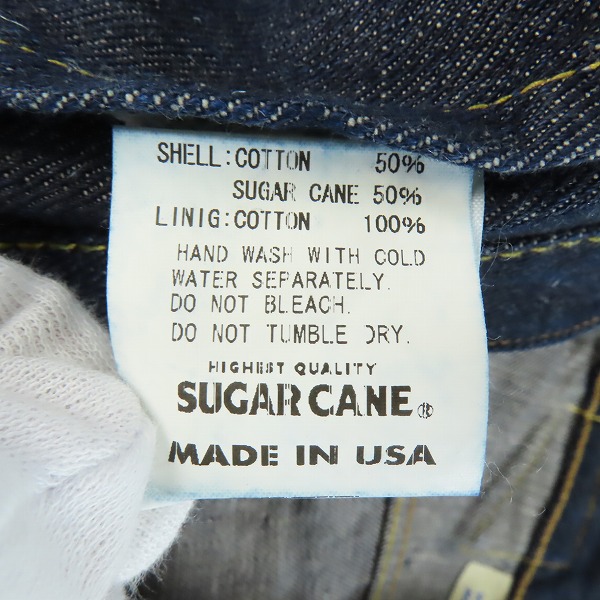 SHELL:COTTON 50%
SUGAR CANE 50%
LINIG:COTTON 100%
HAND WASH WITH COLD
WATER SEPARATELY.
DO NOT BLEACH.
DO NOT TUMBLE DRY.
HIGHEST QUALITY
SUGAR CANE®
MADE IN USA